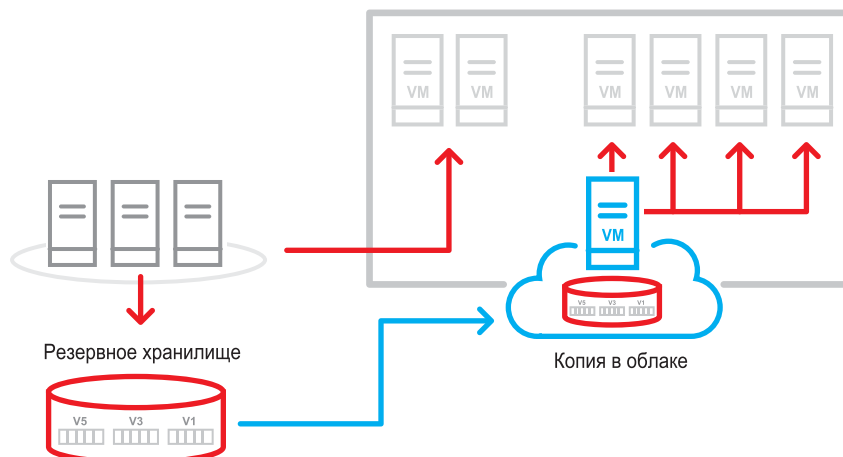 VM VM VM VM VM VM
VM
V5 V3 V1
Резервное хранилище
Копия в облаке
V5 V3 V1